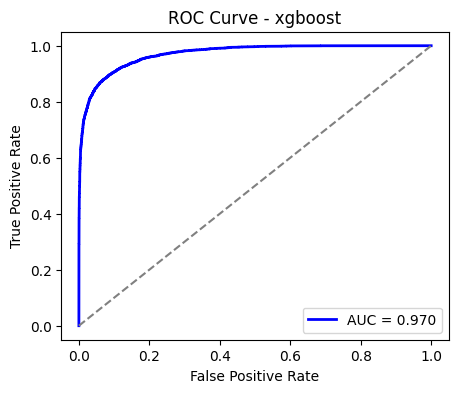 ROC Curve - xgboost
True Positive Rate
1.0
0.8
0.6
0.4
0.2
0.0
AUC = 0.970
0.0 0.2 0.4 0.6 0.8 1.0
False Positive Rate